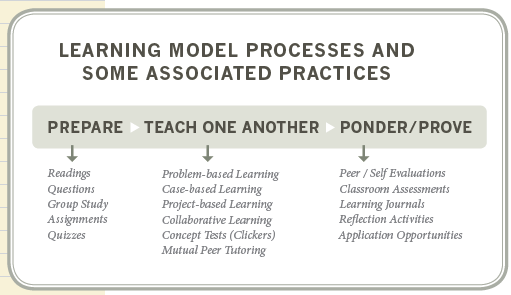 LEARNING MODEL PROCESSES AND
SOME ASSOCIATED PRACTICES
PREPARE TEACH ONE ANOTHER PONDER/PROVE
Readings
Questions
Group Study
Assignments
Quizzes
Problem-based Learning
Case-based Learning
Project-based Learning
Collaborative Learning
Concept Tests (Clickers)
Mutual Peer Tutoring
Peer / Self Evaluations
Classroom Assessments
Learning Journals
Reflection Activities
Application Opportunities